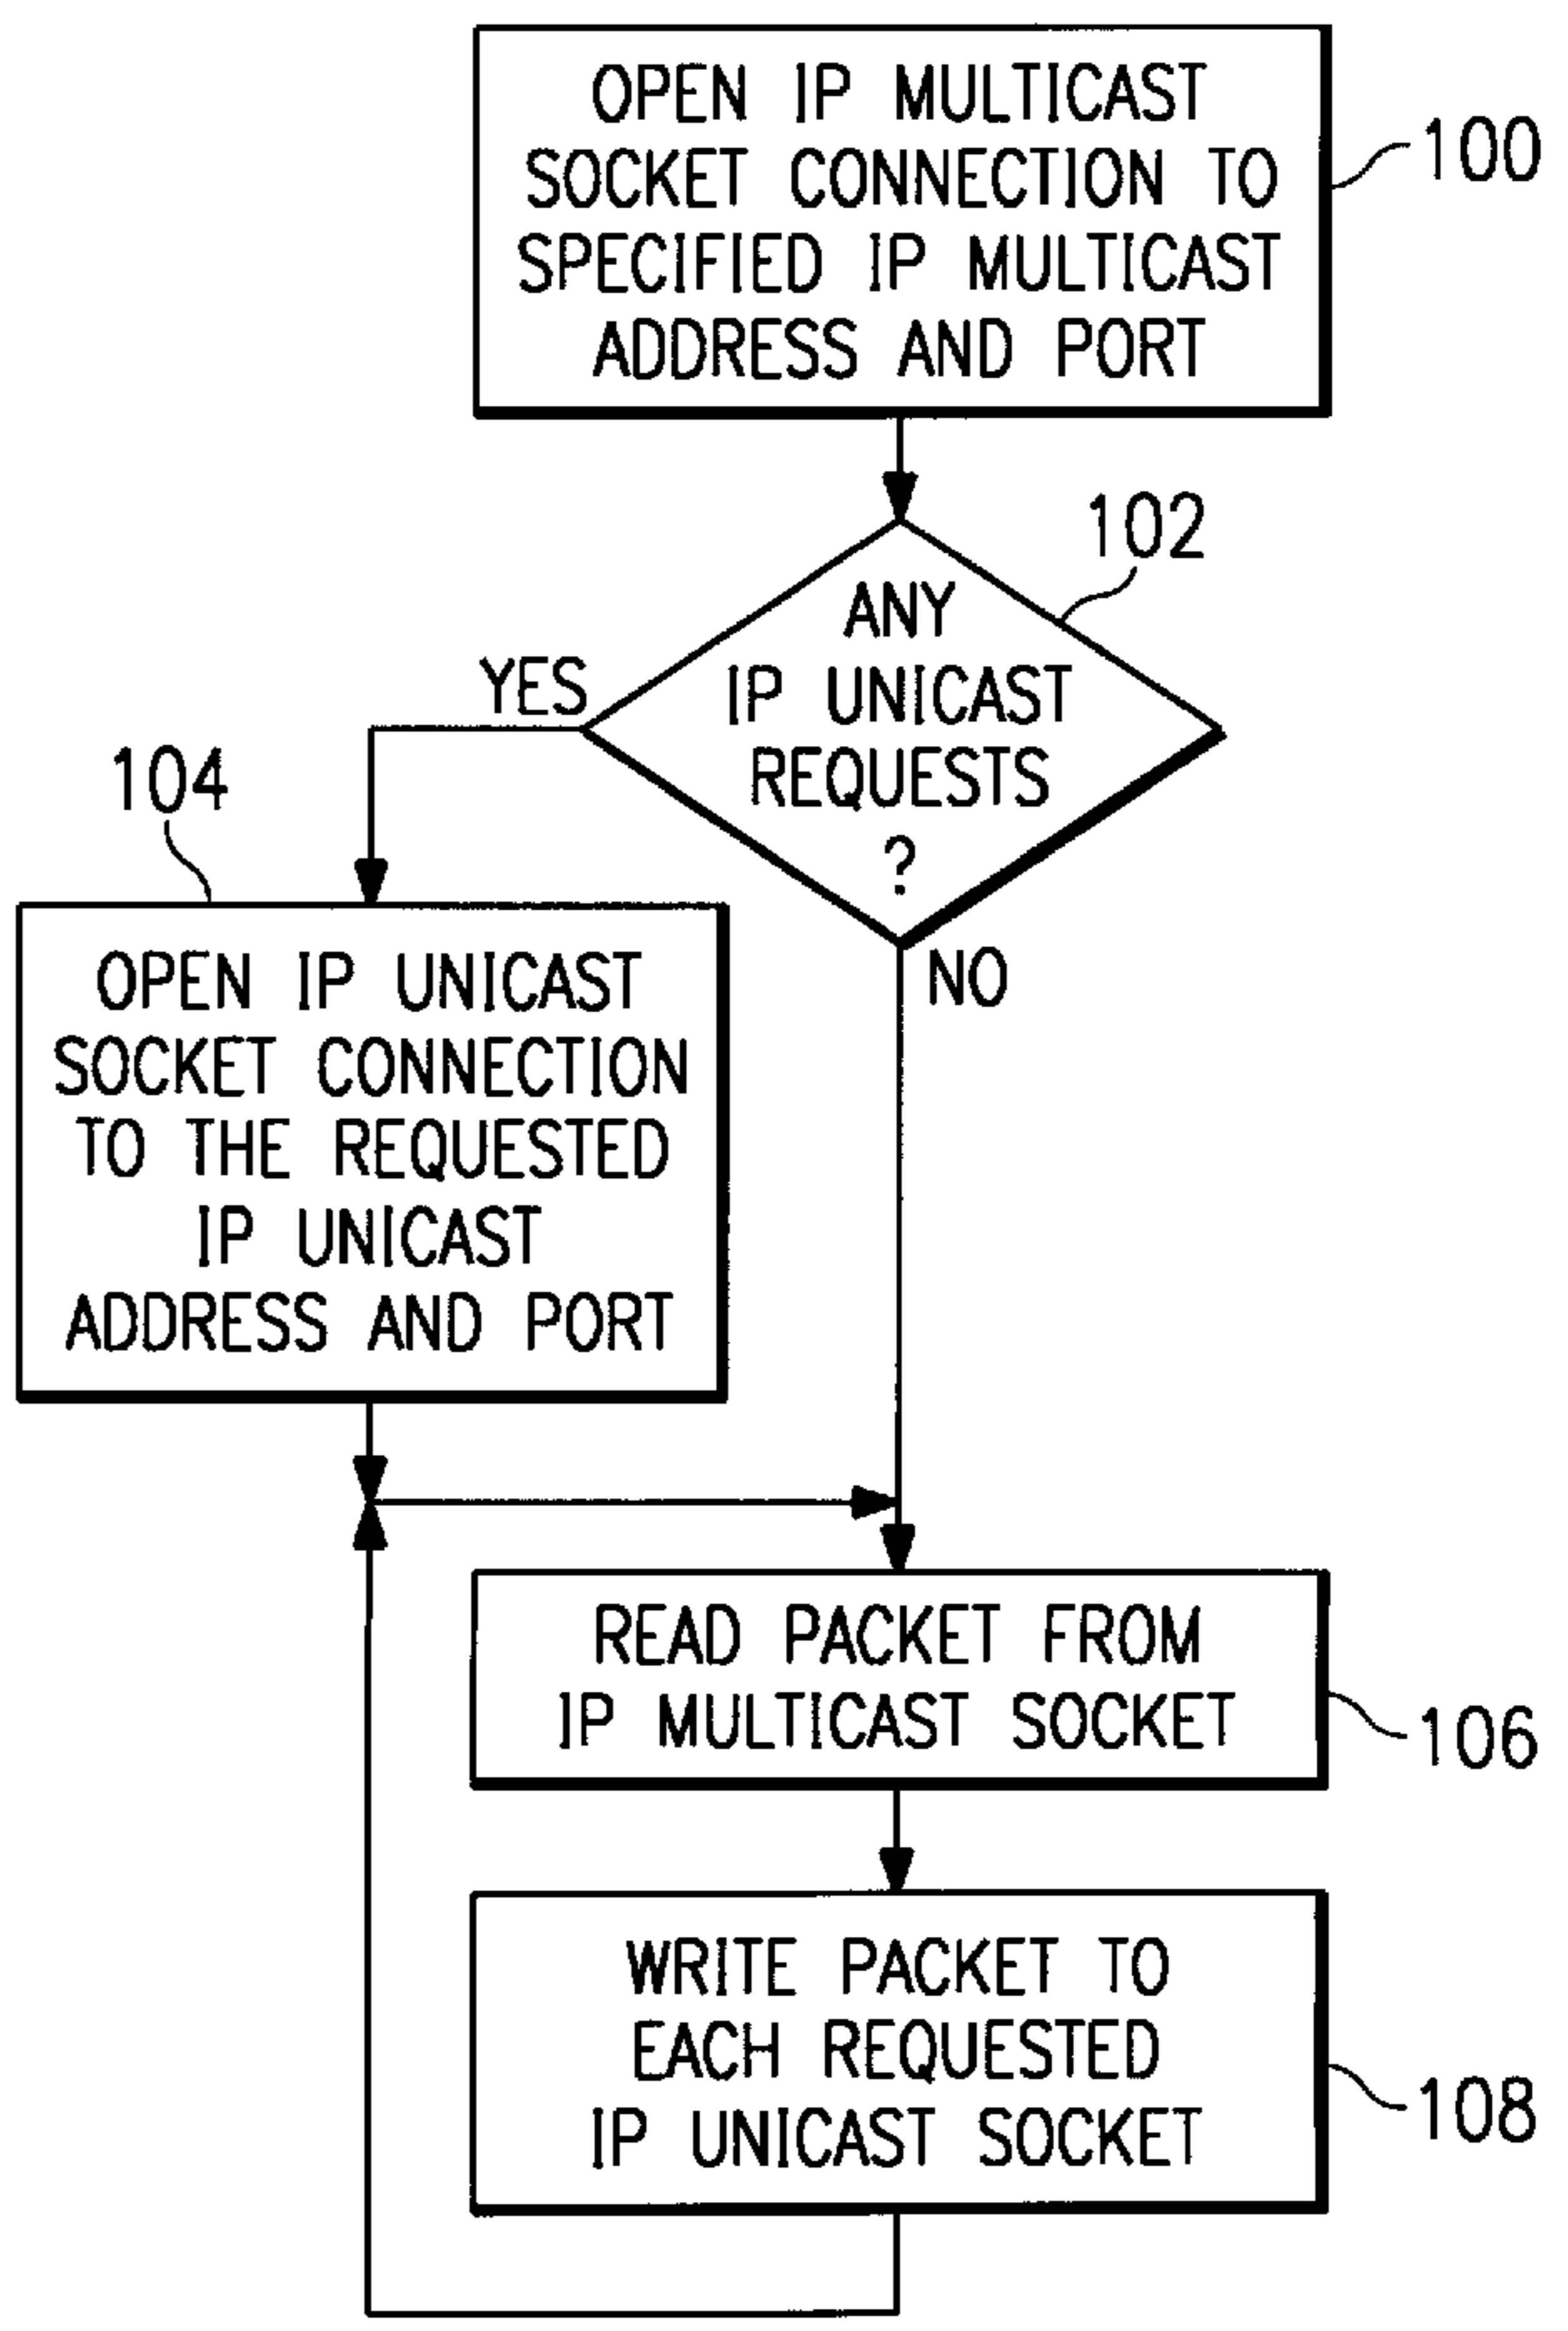 OPEN IP MULTICAST
SOCKET CONNECTION TO
SPECIFIED IP MULTICAST
ADDRESS AND PORT
100
102
ANY
IP UNICAST
REQUESTS
?
YES
NO
104
OPEN IP UNICAST
SOCKET CONNECTION
TO THE REQUESTED
IP UNICAST
ADDRESS AND PORT
READ PACKET FROM
IP MULTICAST SOCKET
106
WRITE PACKET TO
EACH REQUESTED
IP UNICAST SOCKET
108